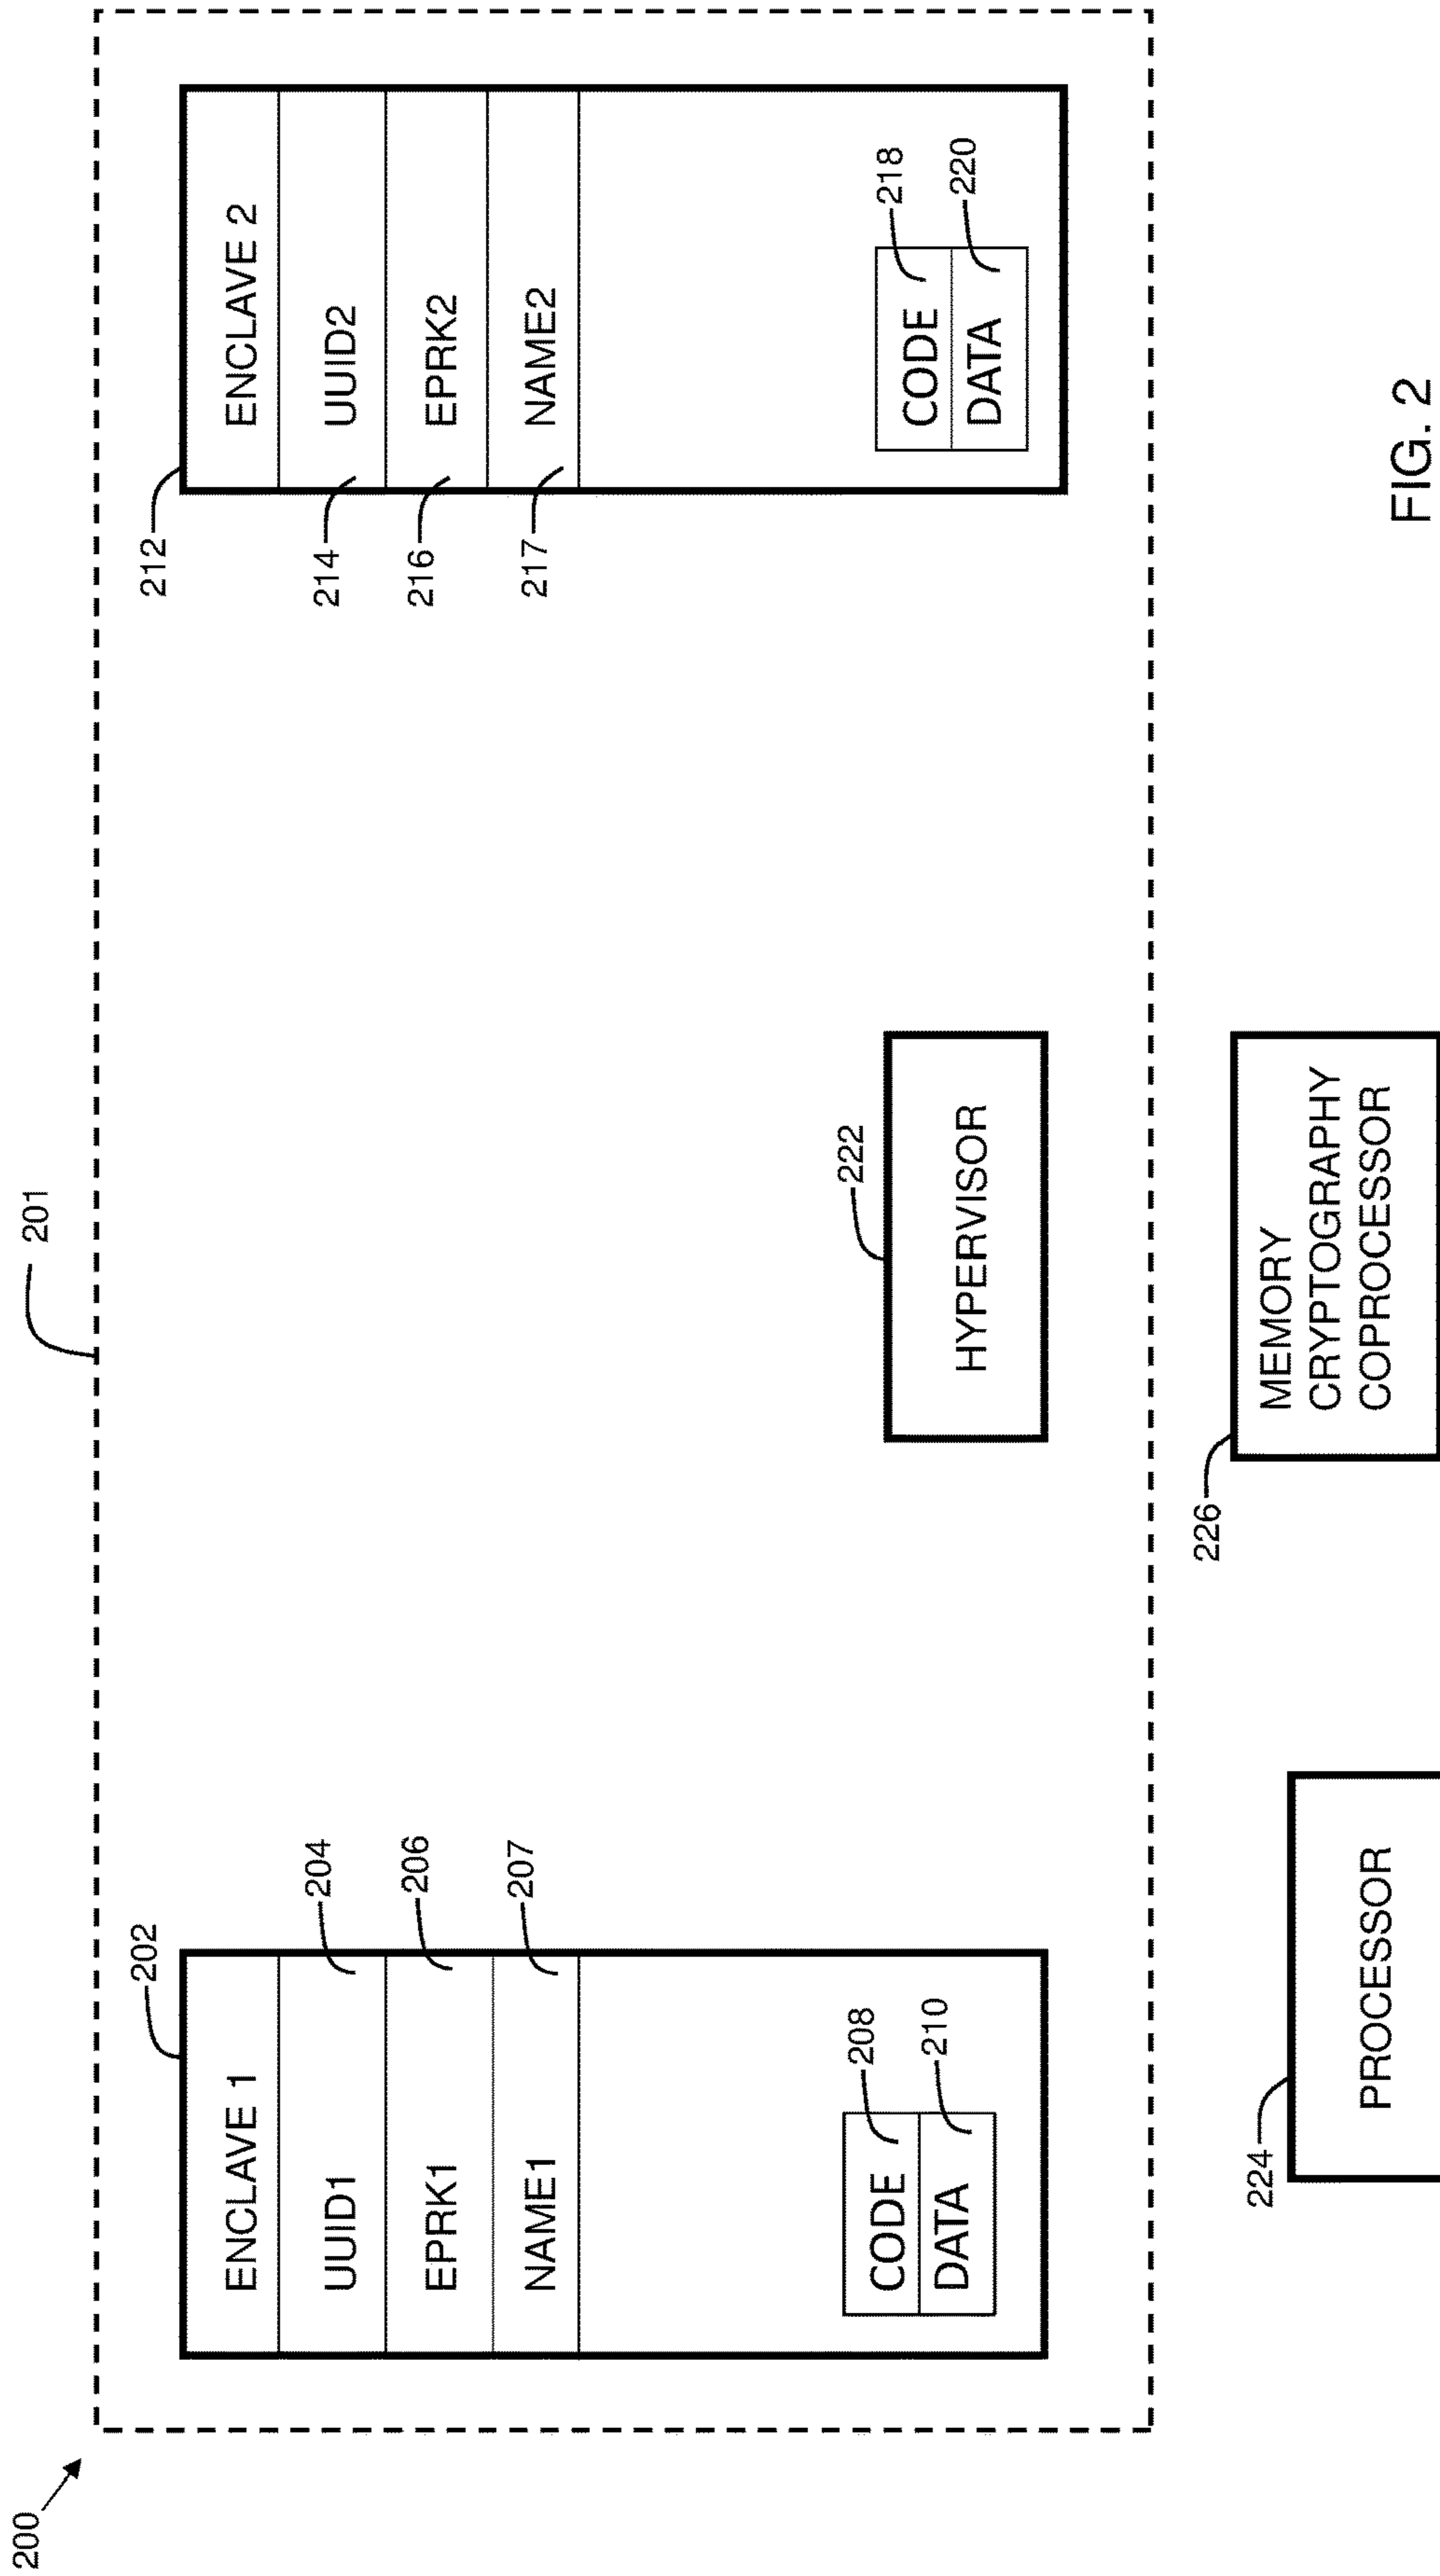 200
201
202
ENCLAVE 1
UUID1
204
EPRK1
206
NAME1
207
CODE
208
DATA
210
222
HYPERVISOR
212
ENCLAVE 2
214
UUID2
216
EPRK2
217
NAME2
CODE
218
DATA
220
224
PROCESSOR
226
MEMORY
CRYPTOGRAPHY
COPROCESSOR
FIG. 2